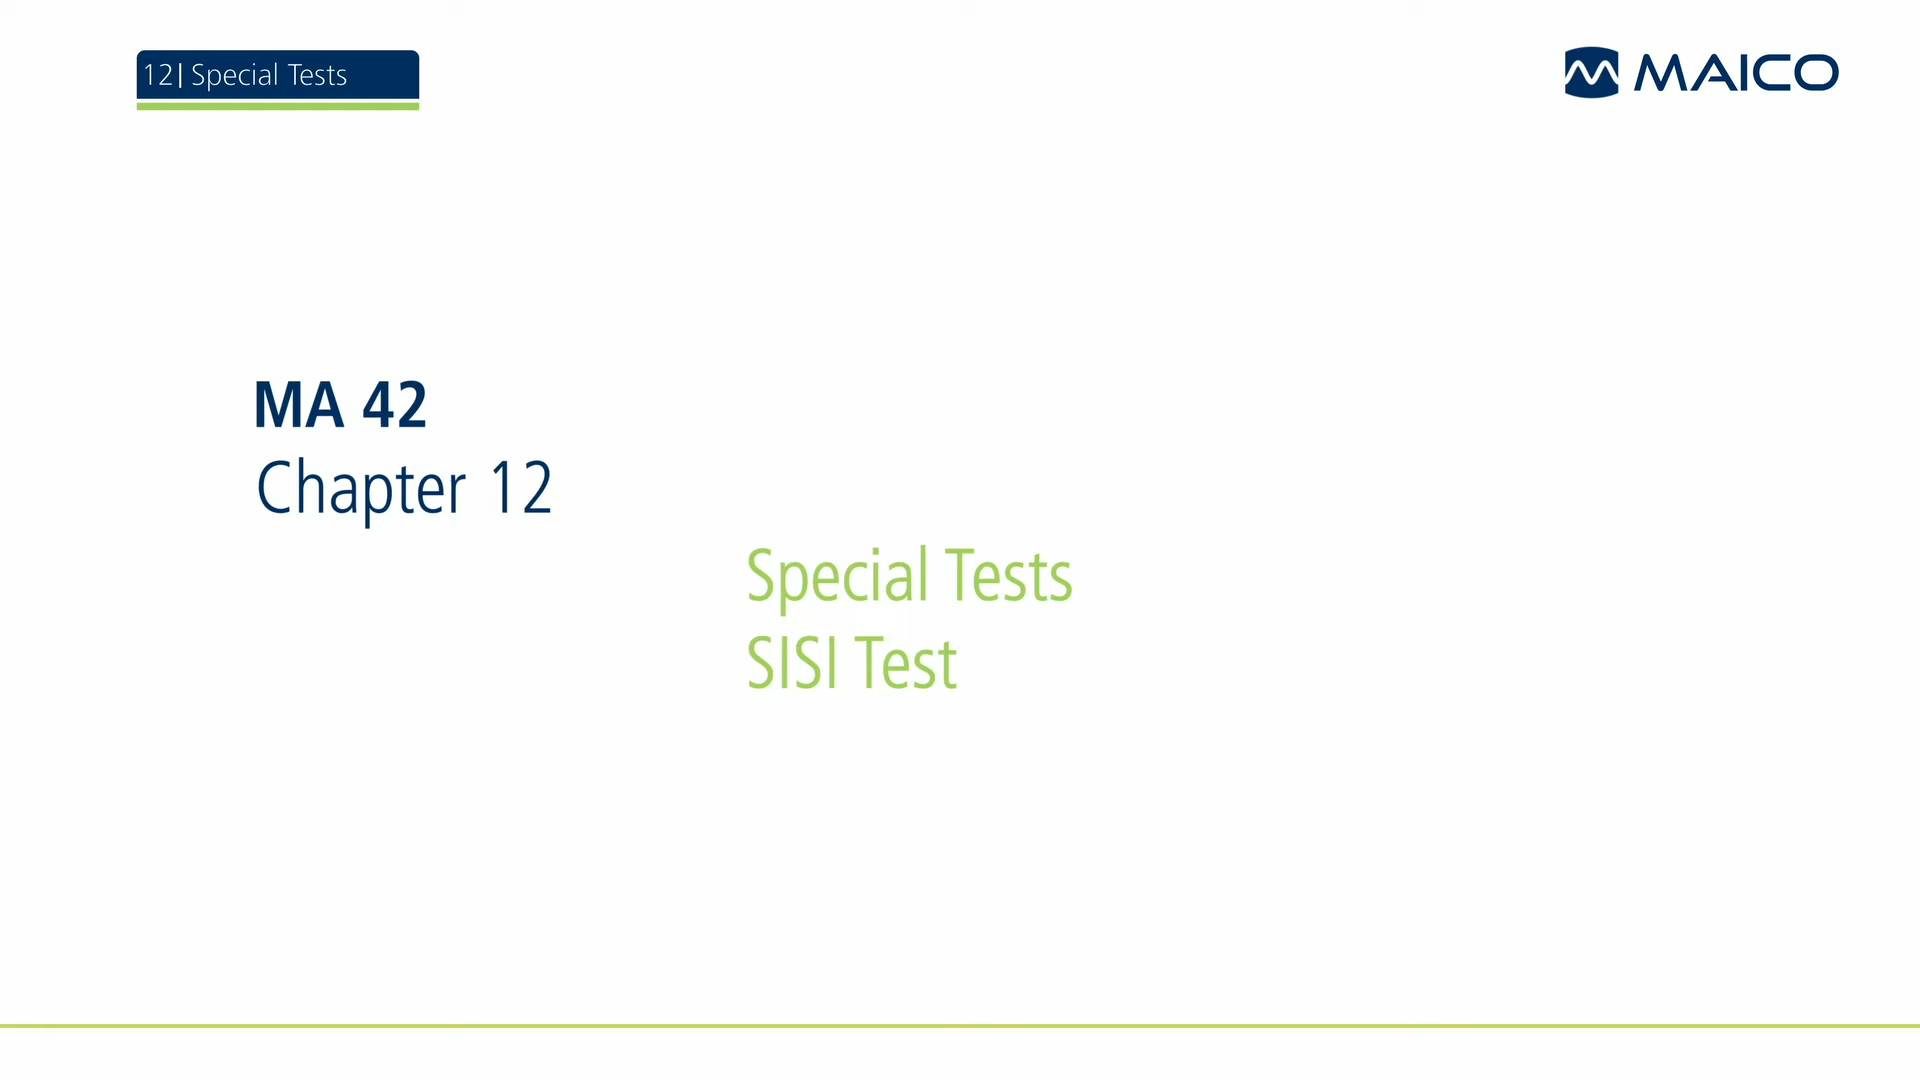 12| Special Tests
MAICO
MA 42
Chapter 12
Special Tests
SISI Test